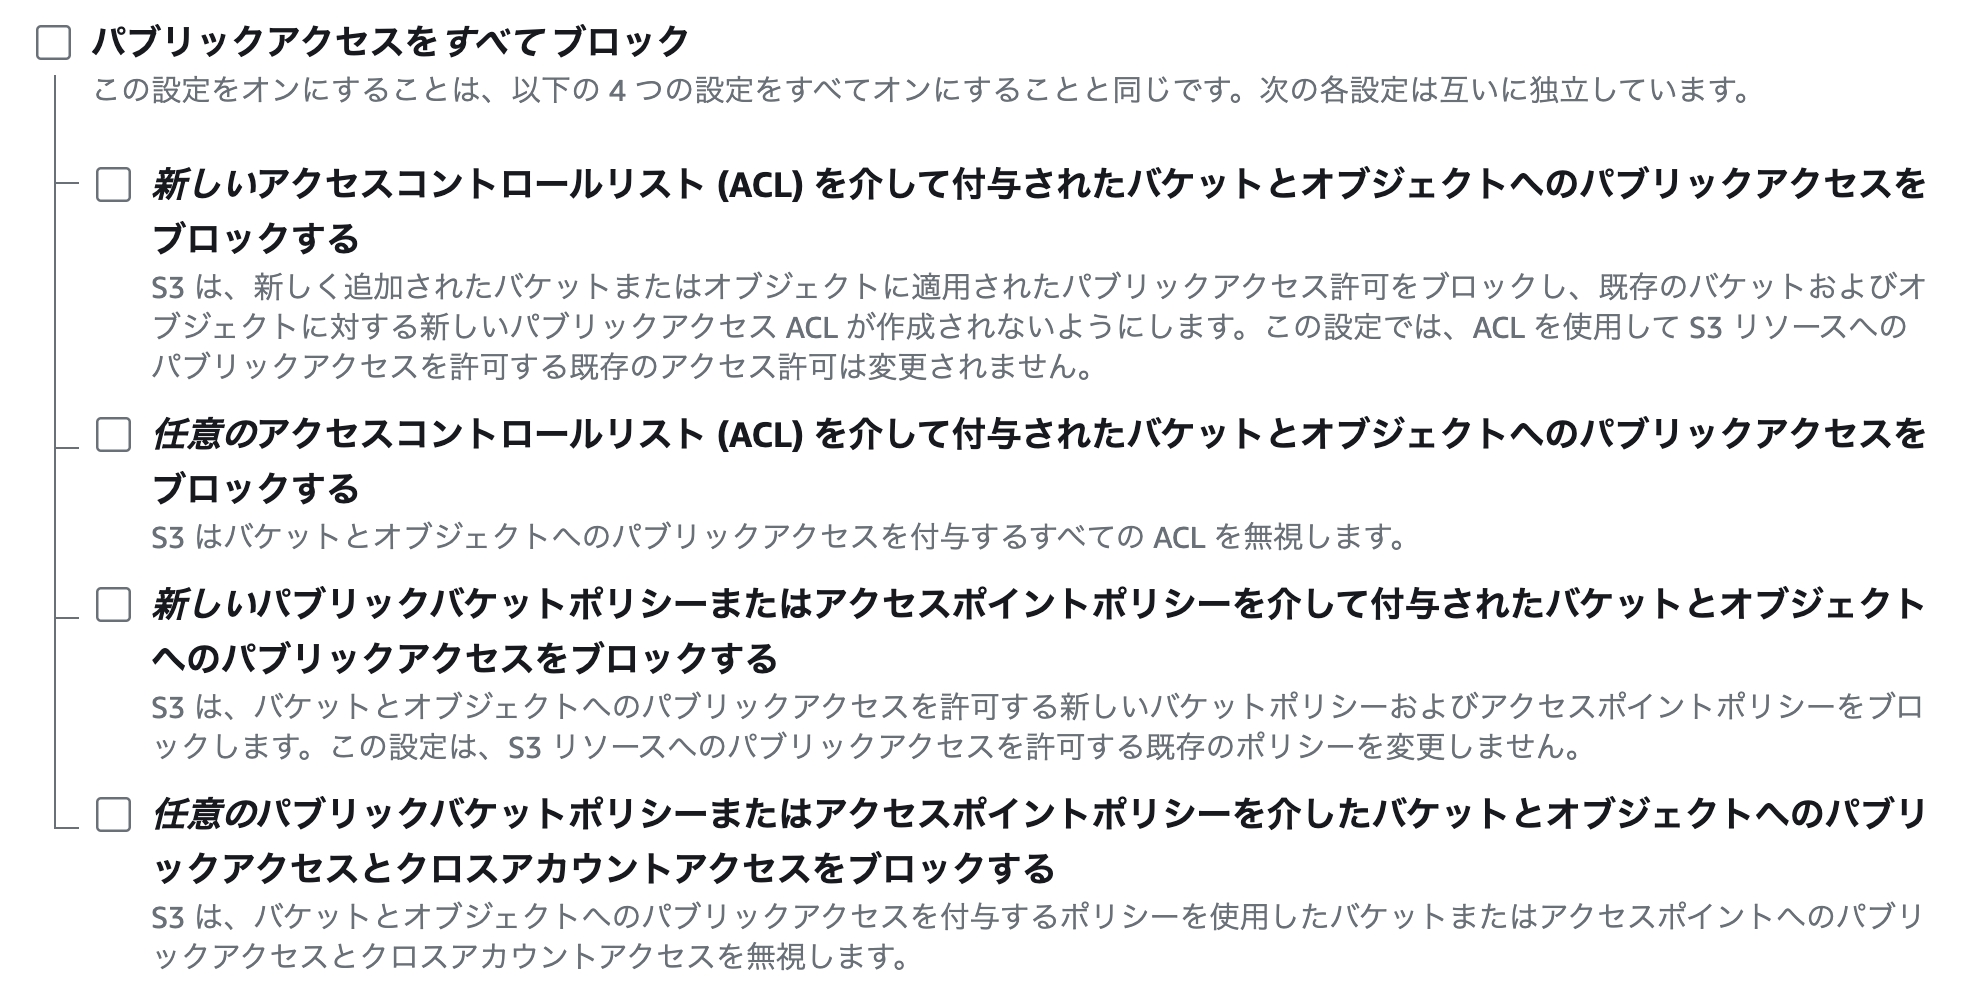 パブリックアクセスをすべて ブロック
この設定をオンにすることは、以下の 4 つの設定をすべてオンにすることと同じです。次の各設定は互いに独立しています。
新しいアクセスコントロールリスト (ACL) を介して付与されたバケットとオブジェクトへのパブリックアクセスを
ブロックする
S3 は、新しく追加されたバケットまたはオブジェクトに適用されたパブリックアクセス許可をブロックし、既存のバケットおよびオ
ブジェクトに対する新しいパブリックアクセス ACL が作成されないようにします。この設定では、ACL を使用して S3 リソースへの
パブリックアクセスを許可する既存のアクセス許可は変更されません。
任意のアクセスコントロールリスト (ACL) を介して付与されたバケットとオブジェクトへのパブリックアクセスを
ブロックする
S3 はバケットとオブジェクトへのパブリックアクセスを付与するすべての ACL を無視します。
新しいパブリックバケットポリシーまたはアクセスポイントポリシーを介して付与されたバケットとオブジェクト
へのパブリックアクセスをブロックする
S3 は、バケットとオブジェクトへのパブリックアクセスを許可する新しいバケットポリシーおよびアクセスポイントポリシーをブロ
ックします。この設定は、S3 リソースへのパブリックアクセスを許可する既存のポリシーを変更しません。
任意のパブリックバケットポリシーまたはアクセスポイントポリシーを介したバケットとオブジェクトへのパブリ
ックアクセスとクロスアカウントアクセスをブロックする
S3 は、バケットとオブジェクトへのパブリックアクセスを付与するポリシーを使用したバケットまたはアクセスポイントへのパブリ
ックアクセスとクロスアカウントアクセスを無視します。